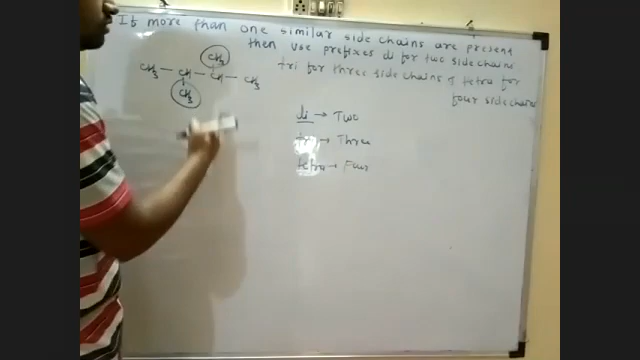 If more than one similar side chains are present
then use prefixes di for two side chains
tri for three side chains & tetra for
four side chains
CH3
CH3 — CH — CH — CH3
CH3
di → Two
tri → Three
tetra → Four